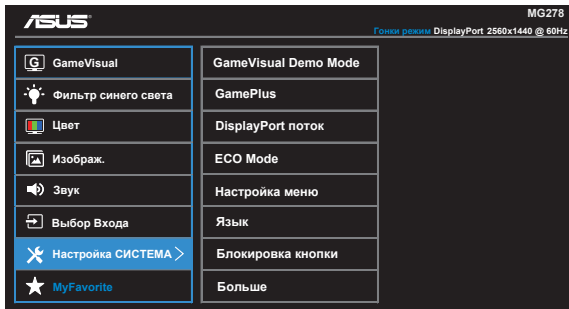 ASUS
MG278
Гонки режим DisplayPort 2560x1440 @ 60Hz
G GameVisual
Фильтр синего света
Цвет
Изображ.
Звук
Выбор Входа
Настройка СИСТЕМА
MyFavorite
GameVisual Demo Mode
GamePlus
DisplayPort поток
ECO Mode
Настройка меню
Язык
Блокировка кнопки
Больше